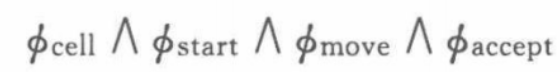 ϕcell ∧ ϕstart ∧ ϕmove ∧ ϕaccept